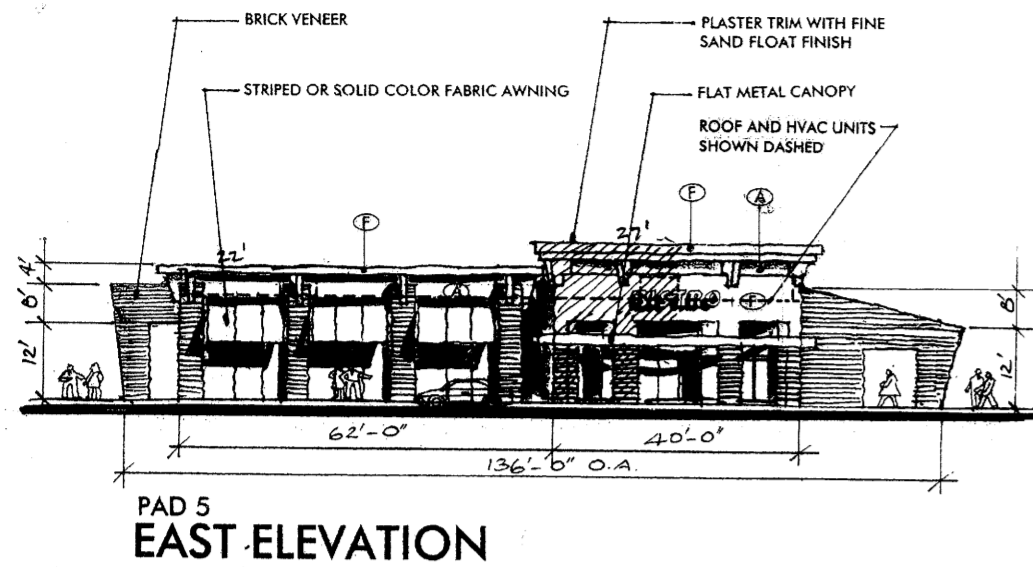 BRICK VENEER
PLASTER TRIM WITH FINE
SAND FLOAT FINISH
STRIPED OR SOLID COLOR FABRIC AWNING
FLAT METAL CANOPY
ROOF AND HVAC UNITS
SHOWN DASHED
F
F
A
22'
27'
4'
8'
12'
A
BISTRO
F
8'
12'
62'-0"
40'-0"
136'-0" O.A.
PAD 5
EAST ELEVATION